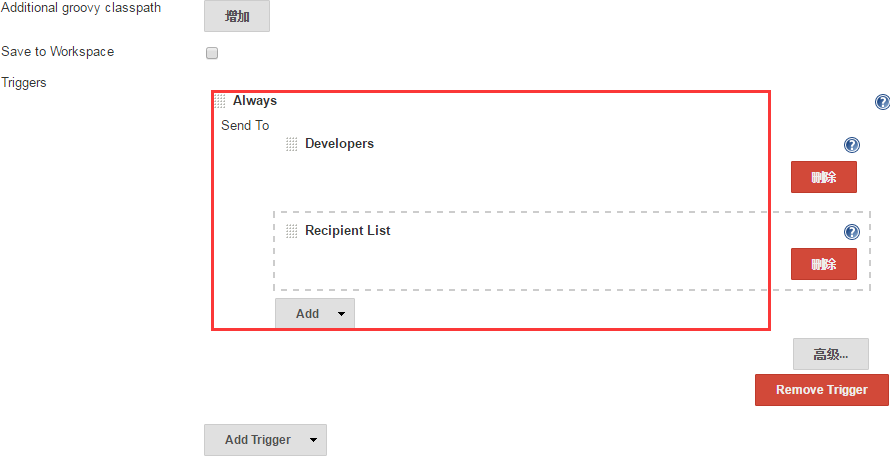 Additional groovy classpath
增加
Save to Workspace
Triggers
Always
?
Send To
Developers
?
删除
Recipient List
?
删除
Add
高级...
Remove Trigger
Add Trigger